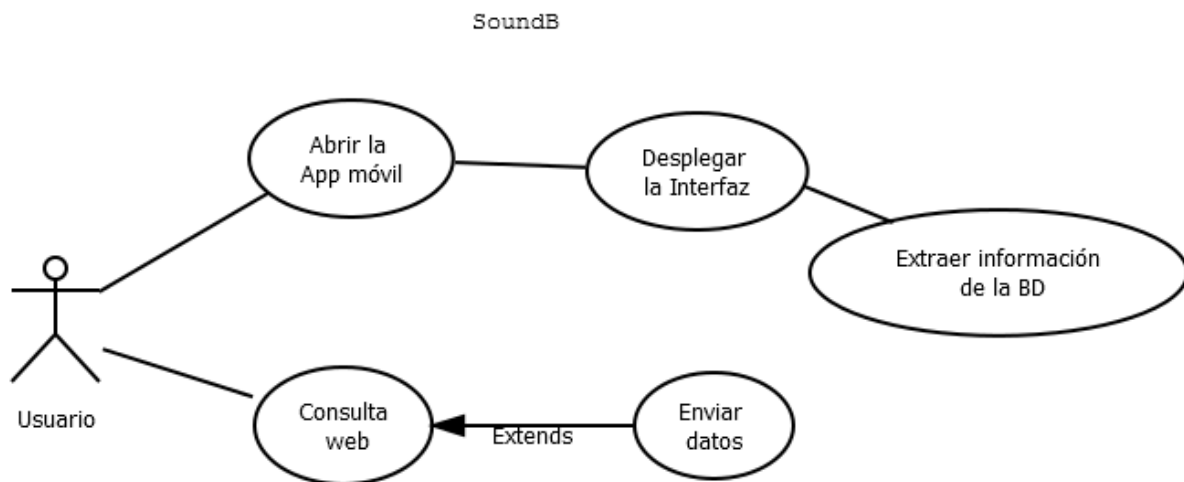 SoundB
Abrir la
App móvil
Desplegar
la Interfaz
Extraer información
de la BD
Usuario
Consulta
web
Extends
Enviar
datos